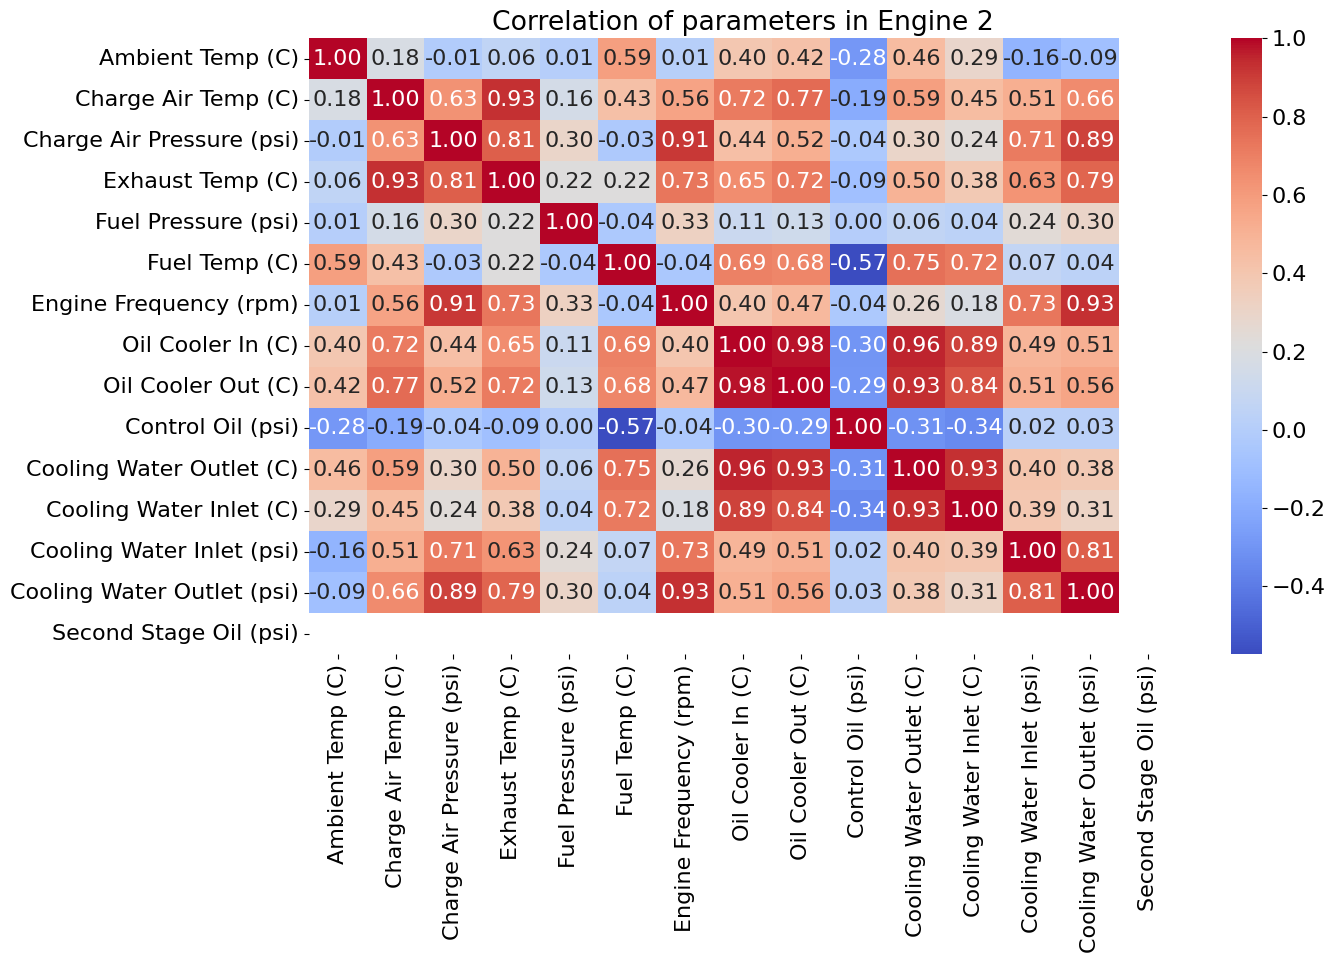 Correlation of parameters in Engine 2
Ambient Temp (C) 1.00 0.18 -0.01 0.06 0.01 0.59 0.01 0.40 0.42 -0.28 0.46 0.29 -0.16 -0.09
Charge Air Temp (C) 0.18 1.00 0.63 0.93 0.16 0.43 0.56 0.72 0.77 -0.19 0.59 0.45 0.51 0.66
Charge Air Pressure (psi) -0.01 0.63 1.00 0.81 0.30 -0.03 0.91 0.44 0.52 -0.04 0.30 0.24 0.71 0.89
Exhaust Temp (C) 0.06 0.93 0.81 1.00 0.22 0.22 0.73 0.65 0.72 -0.09 0.50 0.38 0.63 0.79
Fuel Pressure (psi) 0.01 0.16 0.30 0.22 1.00 -0.04 0.33 0.11 0.13 0.00 0.06 0.04 0.24 0.30
Fuel Temp (C) 0.59 0.43 -0.03 0.22 -0.04 1.00 -0.04 0.69 0.68 -0.57 0.75 0.72 0.07 0.04
Engine Frequency (rpm) 0.01 0.56 0.91 0.73 0.33 -0.04 1.00 0.40 0.47 -0.04 0.26 0.18 0.73 0.93
Oil Cooler In (C) 0.40 0.72 0.44 0.65 0.11 0.69 0.40 1.00 0.98 -0.30 0.96 0.89 0.49 0.51
Oil Cooler Out (C) 0.42 0.77 0.52 0.72 0.13 0.68 0.47 0.98 1.00 -0.29 0.93 0.84 0.51 0.56
Control Oil (psi) -0.28 -0.19 -0.04 -0.09 0.00 -0.57 -0.04 -0.30 -0.29 1.00 -0.31 -0.34 0.02 0.03
Cooling Water Outlet (C) 0.46 0.59 0.30 0.50 0.06 0.75 0.26 0.96 0.93 -0.31 1.00 0.93 0.40 0.38
Cooling Water Inlet (C) 0.29 0.45 0.24 0.38 0.04 0.72 0.18 0.89 0.84 -0.34 0.93 1.00 0.39 0.31
Cooling Water Inlet (psi) -0.16 0.51 0.71 0.63 0.24 0.07 0.73 0.49 0.51 0.02 0.40 0.39 1.00 0.81
Cooling Water Outlet (psi) -0.09 0.66 0.89 0.79 0.30 0.04 0.93 0.51 0.56 0.03 0.38 0.31 0.81 1.00
Second Stage Oil (psi)
Ambient Temp (C)
Charge Air Temp (C)
Charge Air Pressure (psi)
Exhaust Temp (C)
Fuel Pressure (psi)
Fuel Temp (C)
Engine Frequency (rpm)
Oil Cooler In (C)
Oil Cooler Out (C)
Control Oil (psi)
Cooling Water Outlet (C)
Cooling Water Inlet (C)
Cooling Water Inlet (psi)
Cooling Water Outlet (psi)
Second Stage Oil (psi)
1.0
0.8
0.6
0.4
0.2
0.0
−0.2
−0.4